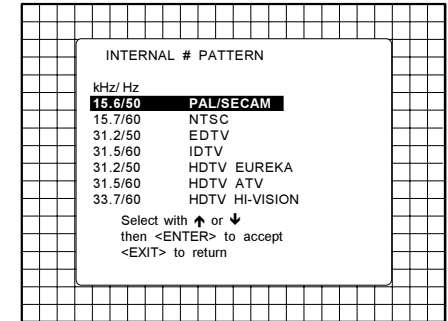 INTERNAL # PATTERN
kHz/ Hz
15.6/50 PAL/SECAM
15.7/60 NTSC
31.2/50 EDTV
31.5/60 IDTV
31.2/50 HDTV EUREKA
31.5/60 HDTV ATV
33.7/60 HDTV HI-VISION
Select with ↑ or ↓
then <ENTER> to accept
<EXIT> to return